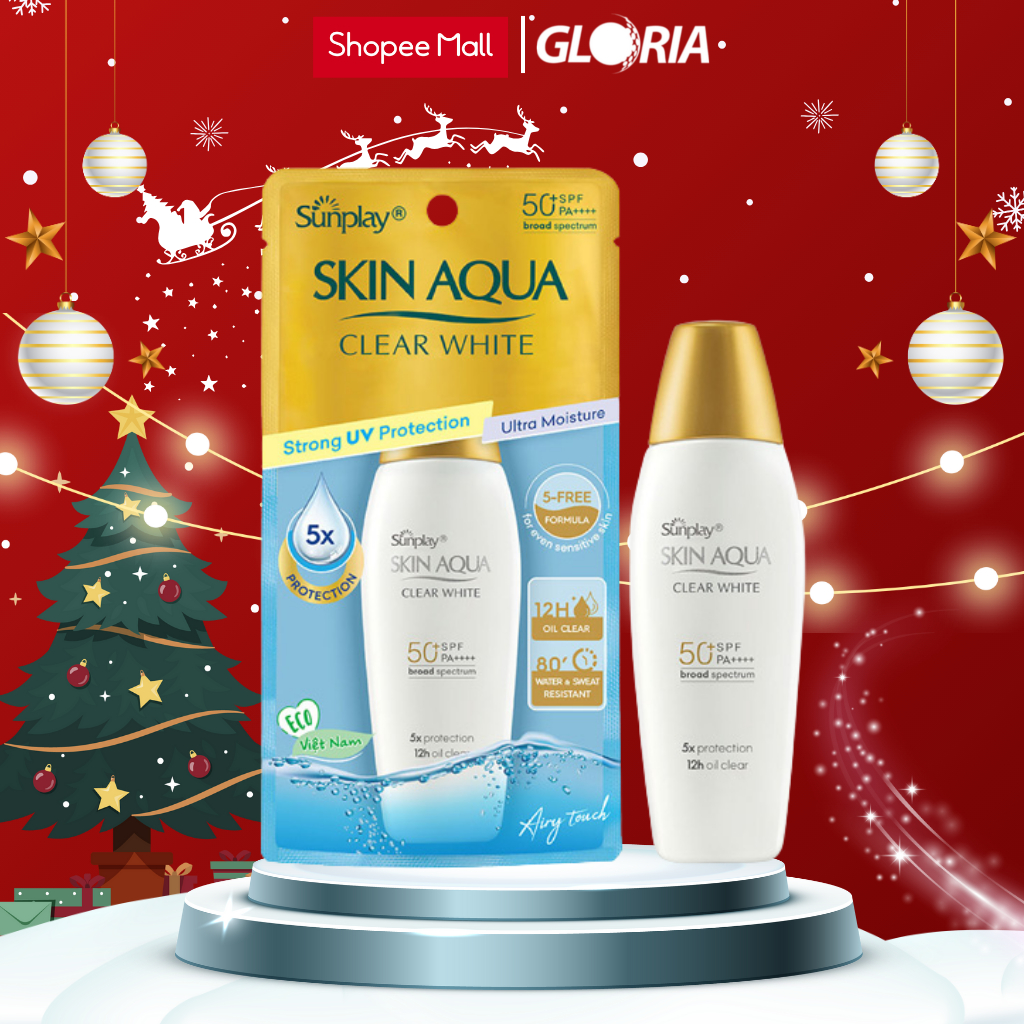 Shopee Mall | GLORIA
Sunplay®
50+ SPF
PA++++
broad spectrum
SKIN AQUA
CLEAR WHITE
Strong UV Protection
Ultra Moisture
5x
PROTECTION
5-FREE
FORMULA
for even sensitive skin
12H
OIL CLEAR
80′
WATER & SWEAT
RESISTANT
ECO
Việt Nam
Airy touch
Sunplay®
SKIN AQUA
CLEAR WHITE
50+ SPF
PA++++
broad spectrum
5x protection
12h oil clear
Sunplay®
SKIN AQUA
CLEAR WHITE
50+ SPF
PA++++
broad spectrum
5x protection
12h oil clear